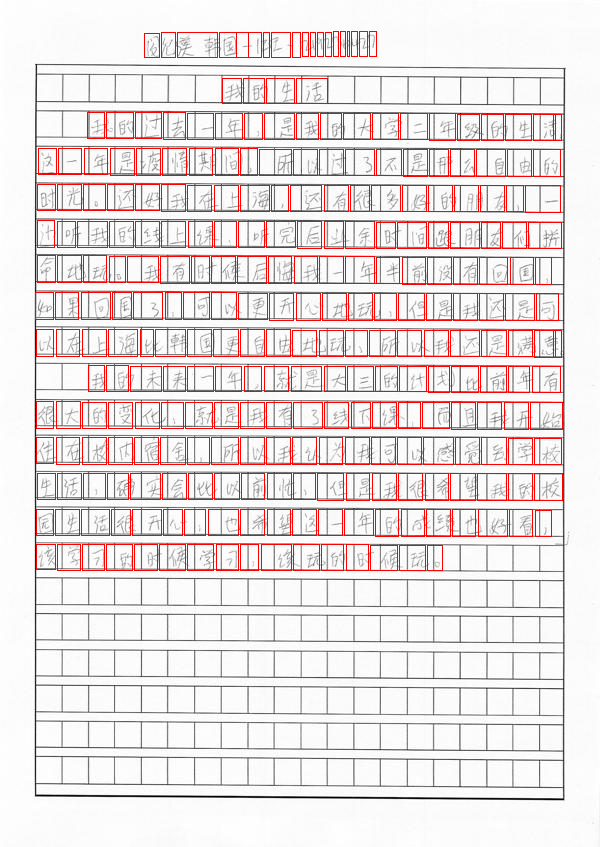 韩国
我的生活
我的过去一年，是我的大学二年级的生活，
这一年是疫情期间，所以过了不是那么自由的
时光。还好我在上海，还有很多好的朋友，一
边听我的线上课，听完后业余时间跟朋友们拼
命地玩。我有时候后悔我一年半前没有回国，
如果回国了，可以更开心地玩，但是我还是可
以在上海比韩国更自由地玩，所以我还是满意。
我的未来一年，就是大三的计划比前年有
很大的变化，就是我有了线下课，而且我开始
住在校内宿舍，所以我认为我可以感觉到学校
生活，确实会比以前忙，但是我很希望我的校
园生活很开心，也希望这一年的成绩也好看，
该学习的时候学习，该玩的时候玩。